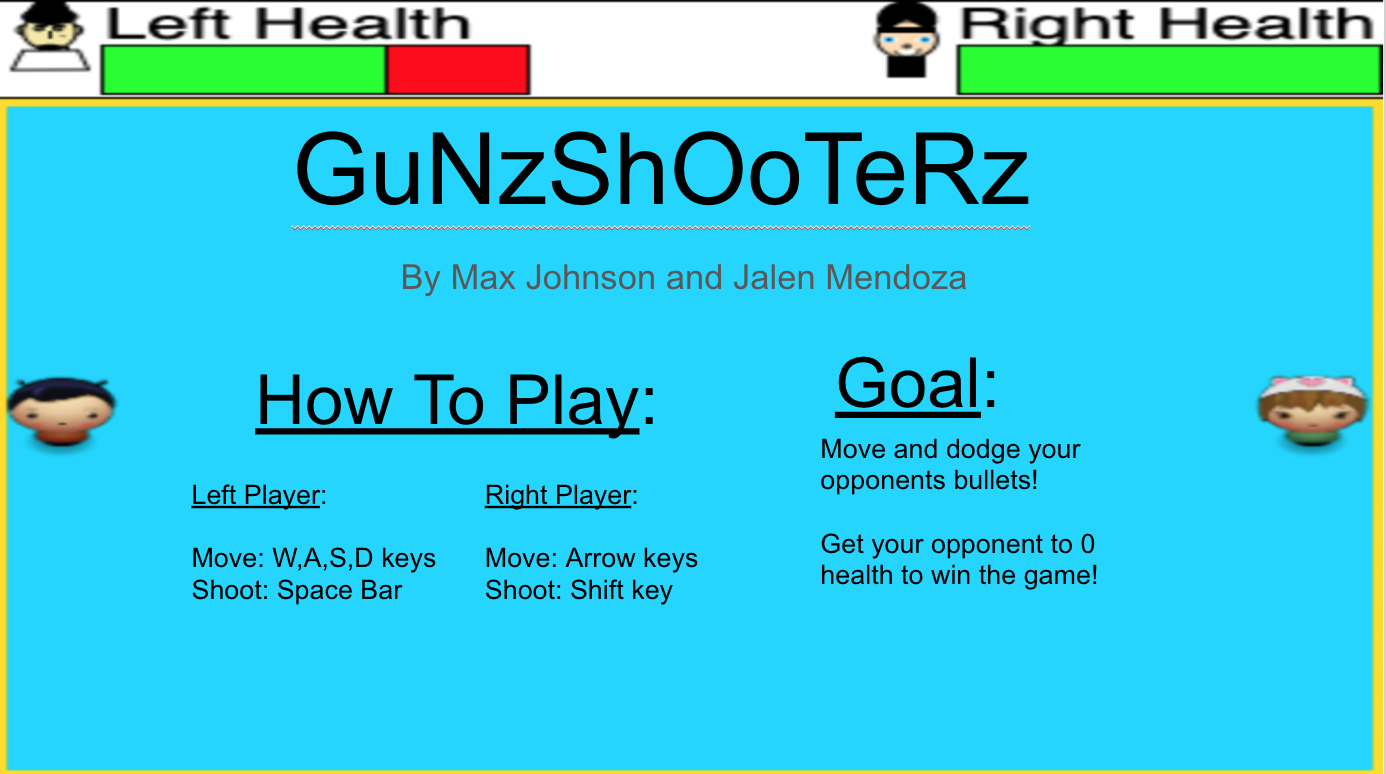 Left Health
Right Health
GuNzShOoTeRz
By Max Johnson and Jalen Mendoza
How To Play:
Left Player:
Move: W,A,S,D keys
Shoot: Space Bar
Right Player:
Move: Arrow keys
Shoot: Shift key
Goal:
Move and dodge your
opponents bullets!
Get your opponent to 0
health to win the game!